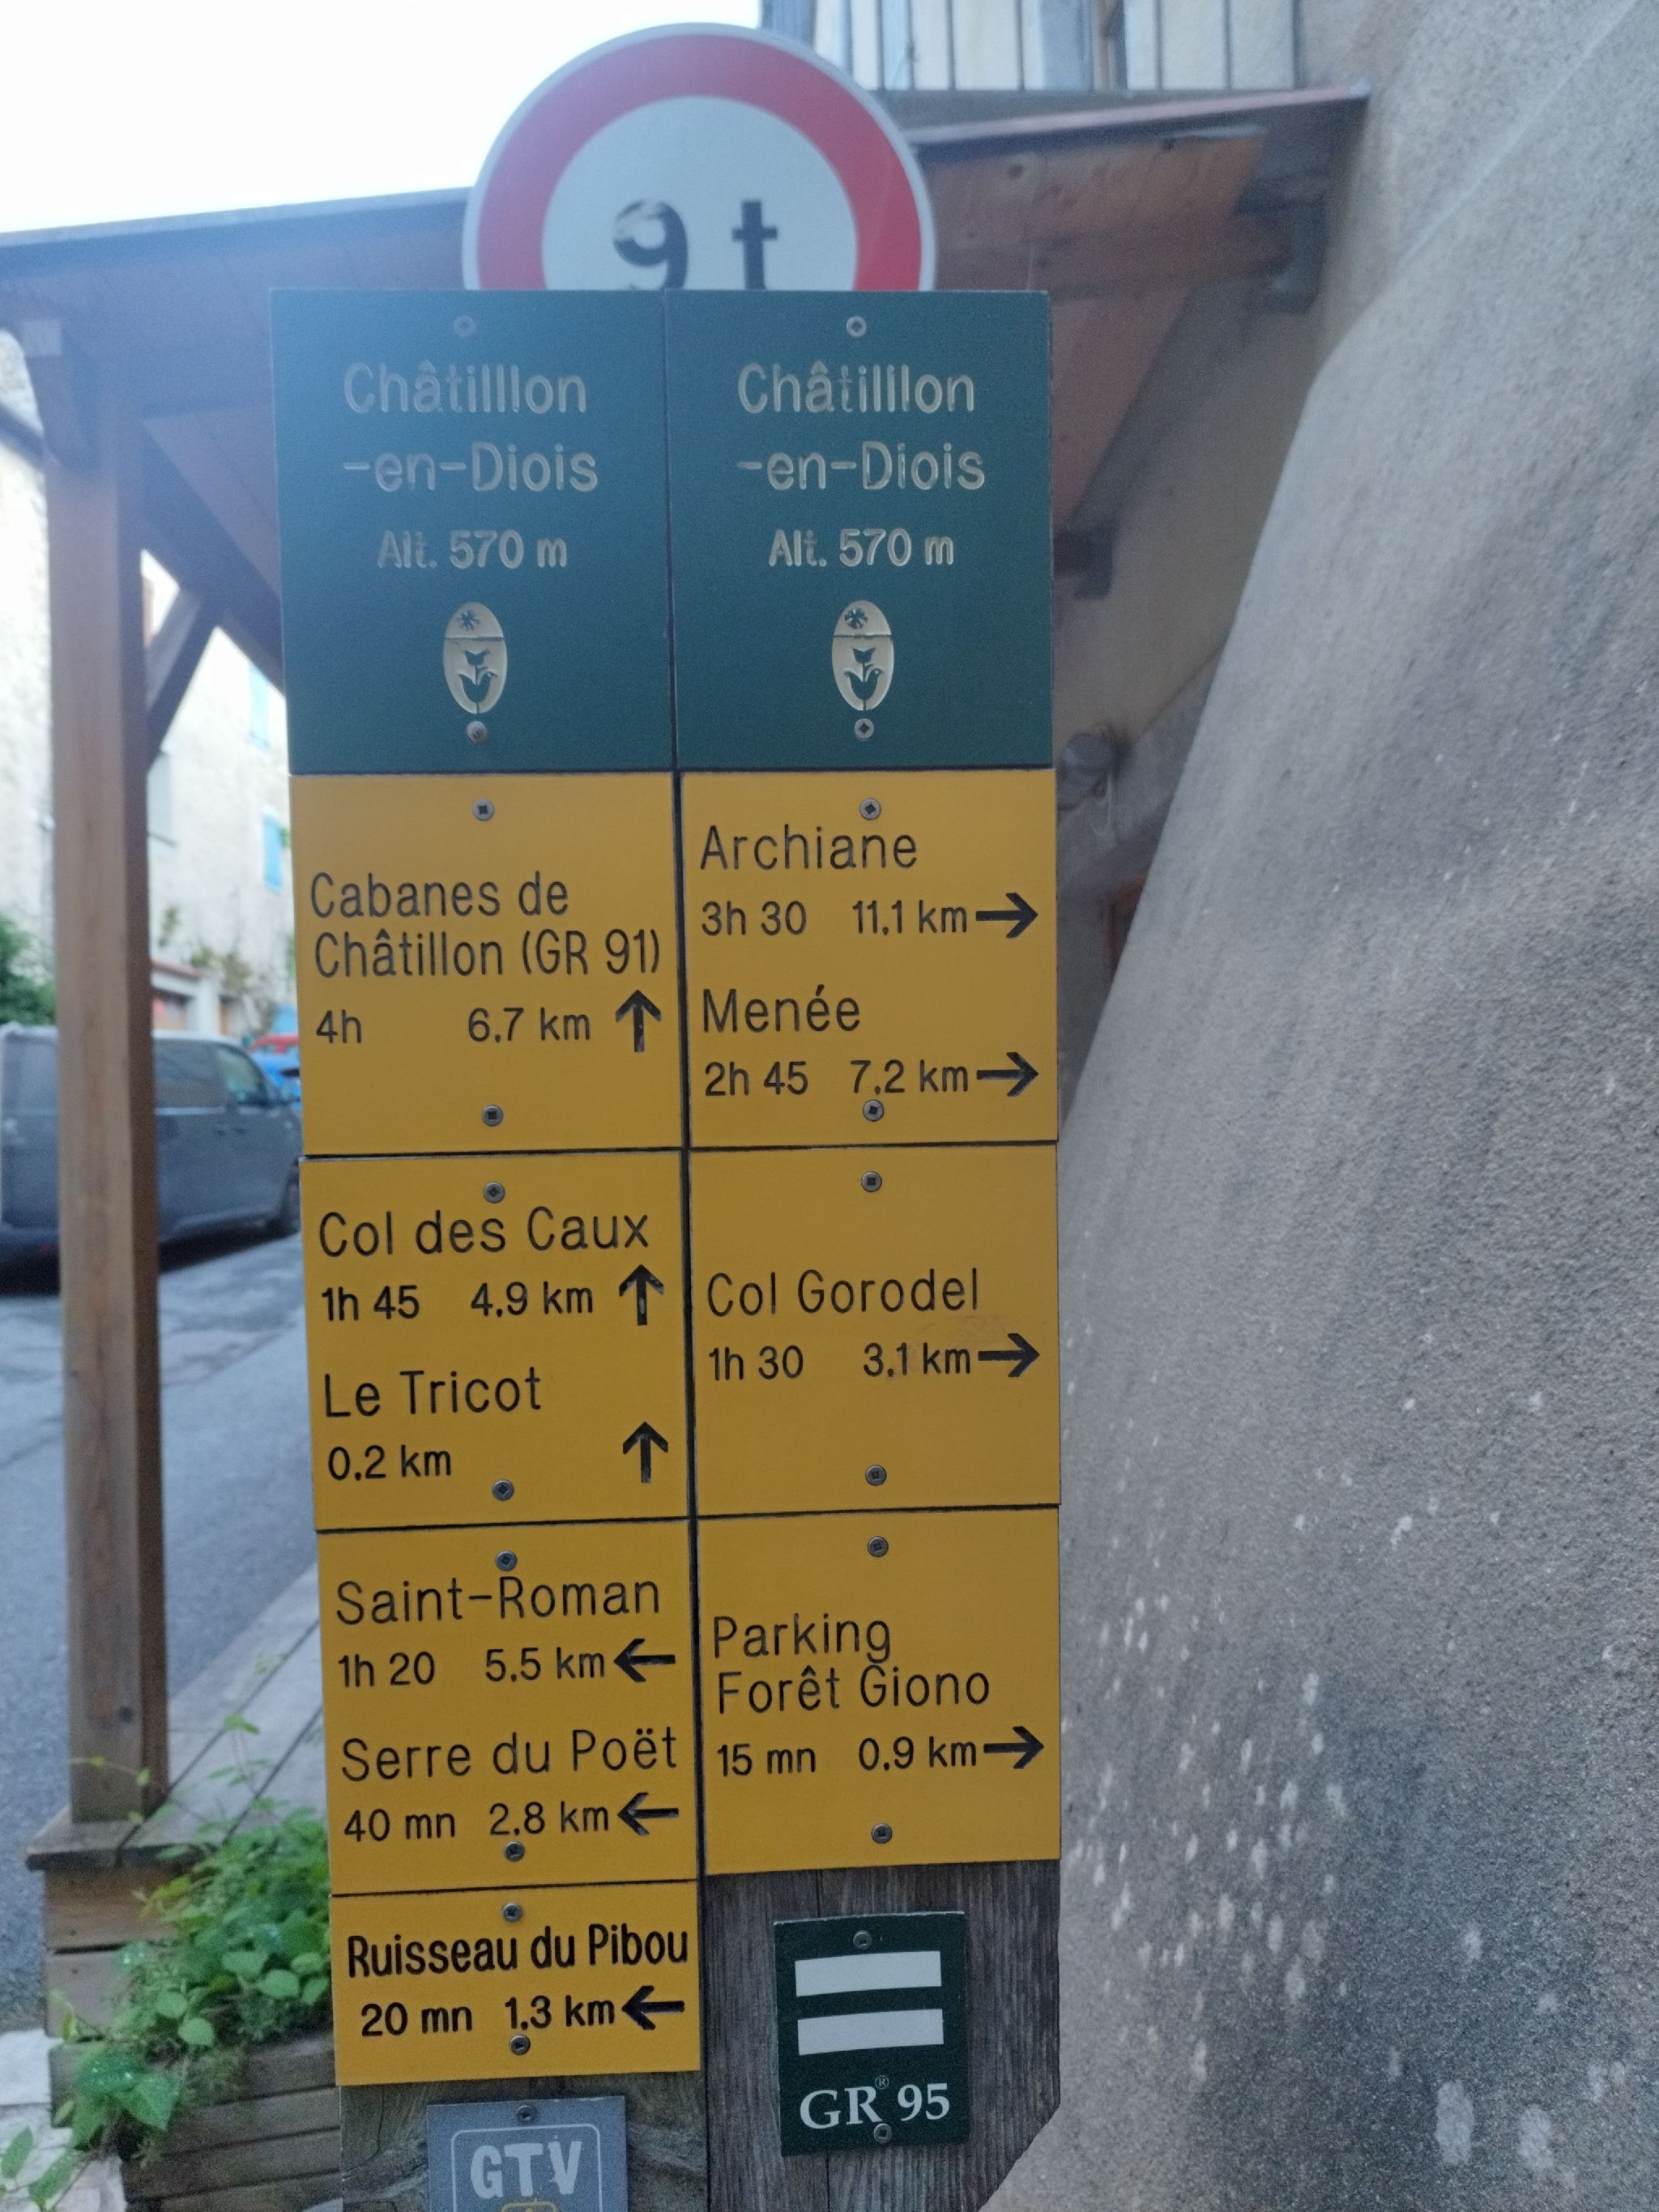 9 t
Châtilllon
-en-Diois
Alt. 570 m
Cabanes de
Châtillon (GR 91)
4h 6.7 km ↑
Col des Caux
1h 45 4.9 km ↑
Le Tricot
0.2 km ↑
Saint-Roman
1h 20 5.5 km ←
Serre du Poët
40 mn 2.8 km ←
Ruisseau du Pibou
20 mn 1.3 km ←
GTV
Châtilllon
-en-Diois
Alt. 570 m
Archiane
3h 30 11.1 km →
Menée
2h 45 7.2 km →
Col Gorodel
1h 30 3.1 km →
Parking
Forêt Giono
15 mn 0.9 km →
GR® 95